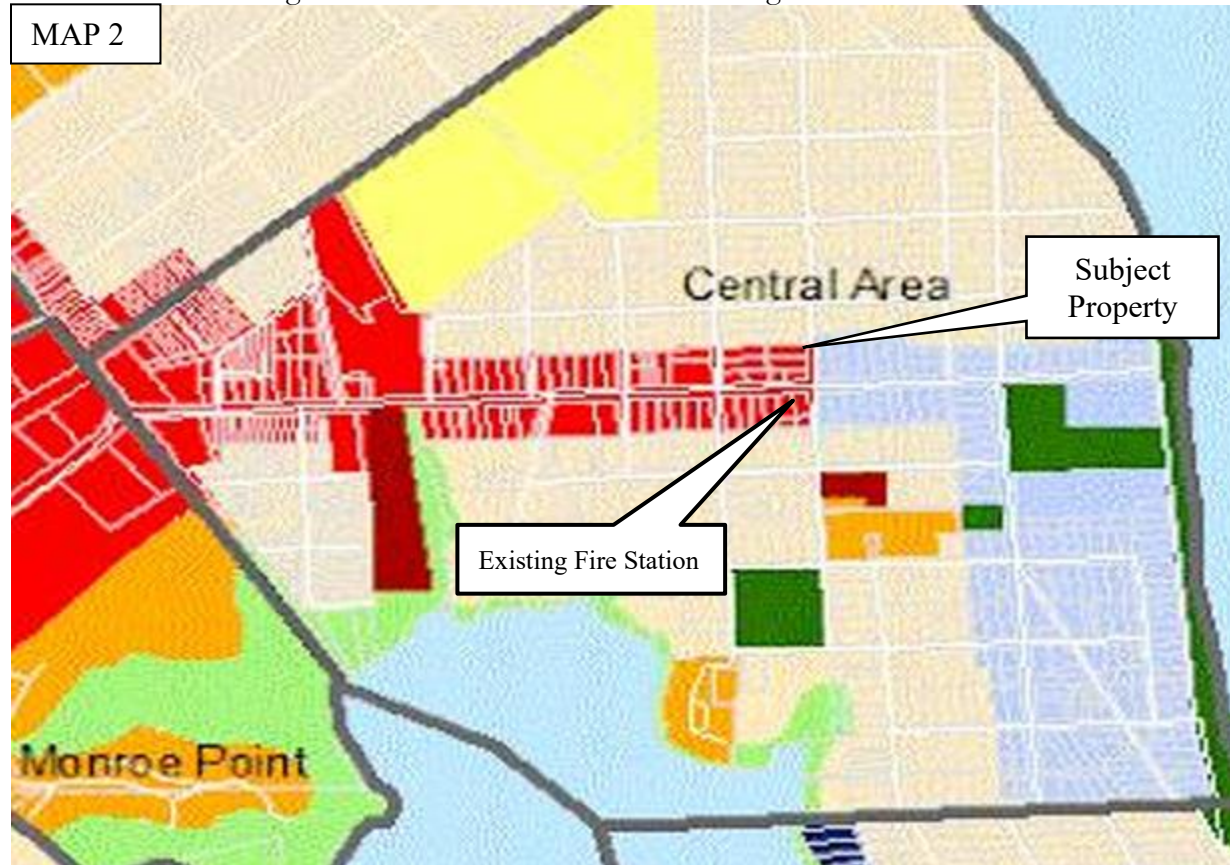 MAP 2
Central Area
Subject
Property
Existing Fire Station
Monroe Point